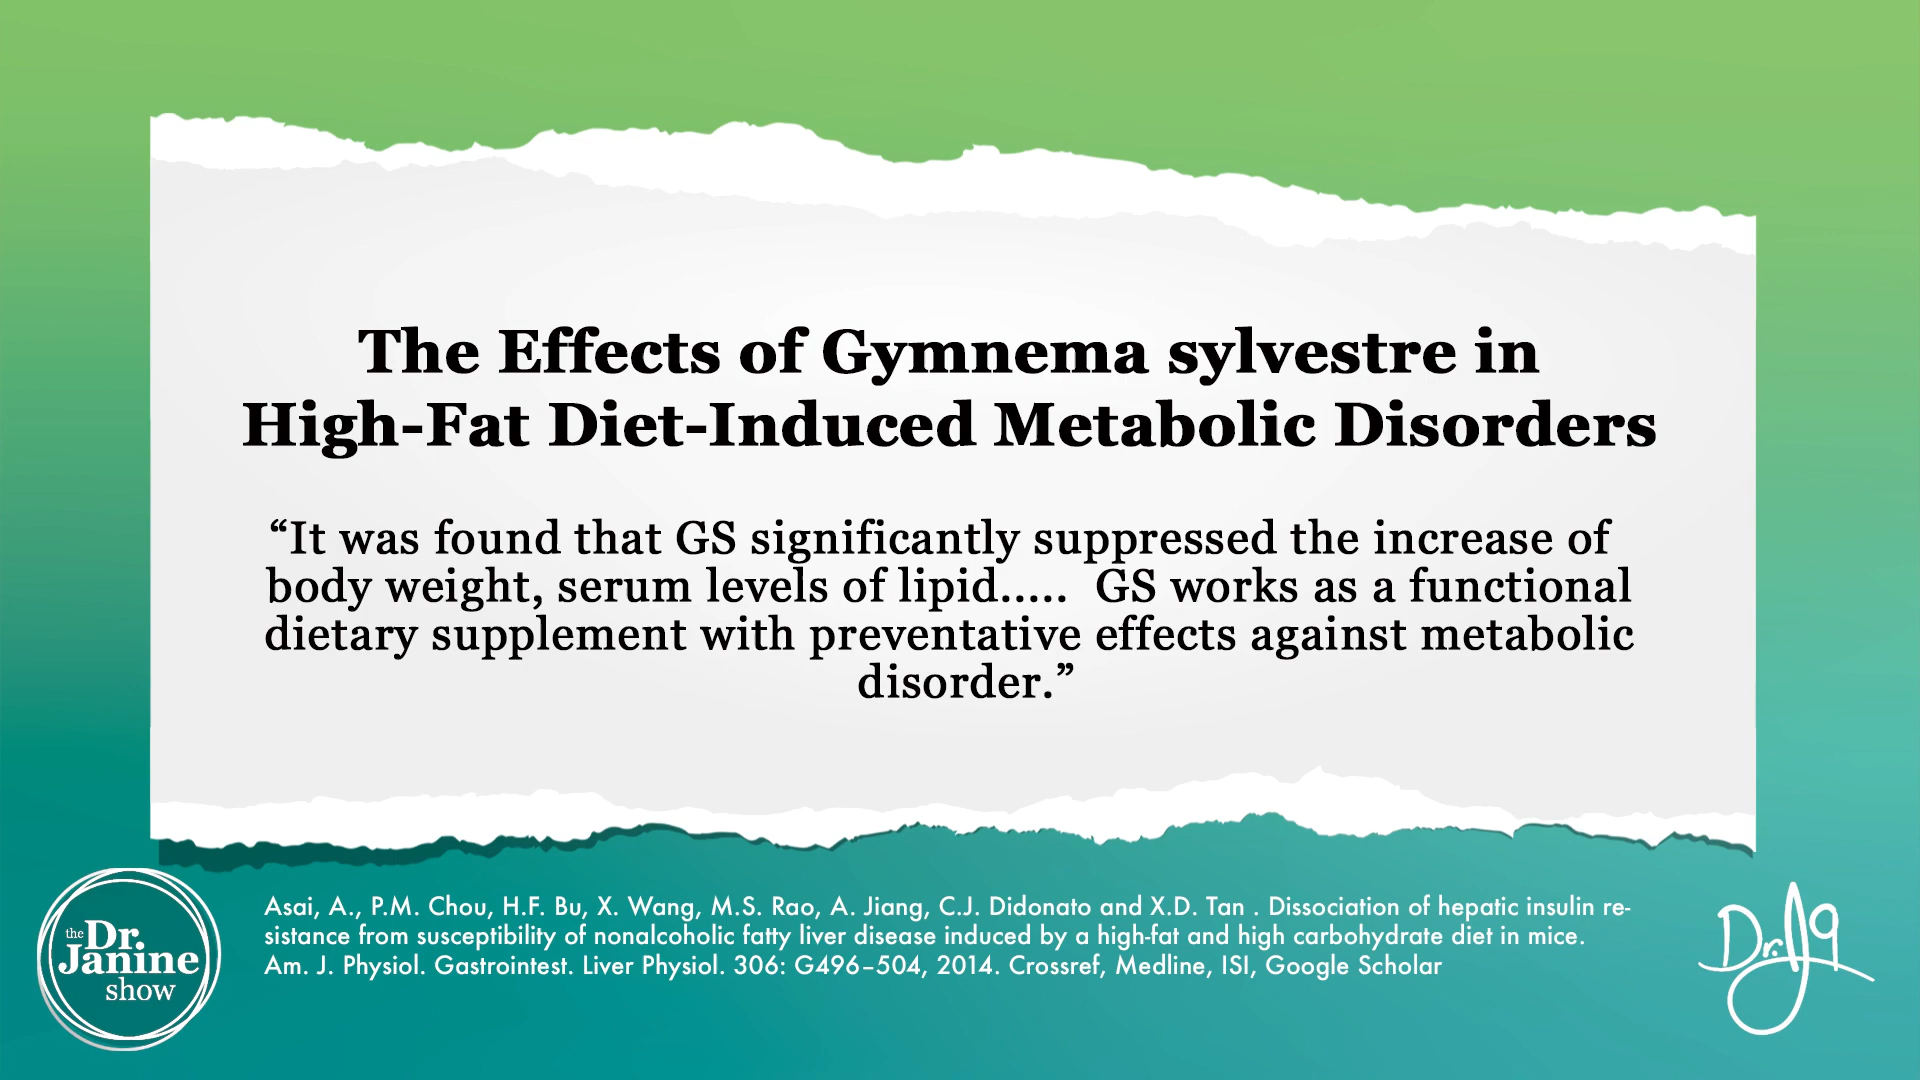 The Effects of Gymnema sylvestre in
High-Fat Diet-Induced Metabolic Disorders
“It was found that GS significantly suppressed the increase of
body weight, serum levels of lipid..... GS works as a functional
dietary supplement with preventative effects against metabolic
disorder.”
Asai, A., P.M. Chou, H.F. Bu, X. Wang, M.S. Rao, A. Jiang, C.J. Didonato and X.D. Tan . Dissociation of hepatic insulin re-
sistance from susceptibility of nonalcoholic fatty liver disease induced by a high-fat and high carbohydrate diet in mice.
Am. J. Physiol. Gastrointest. Liver Physiol. 306: G496–504, 2014. Crossref, Medline, ISI, Google Scholar
the Dr.
Janine
show
Dr. J9